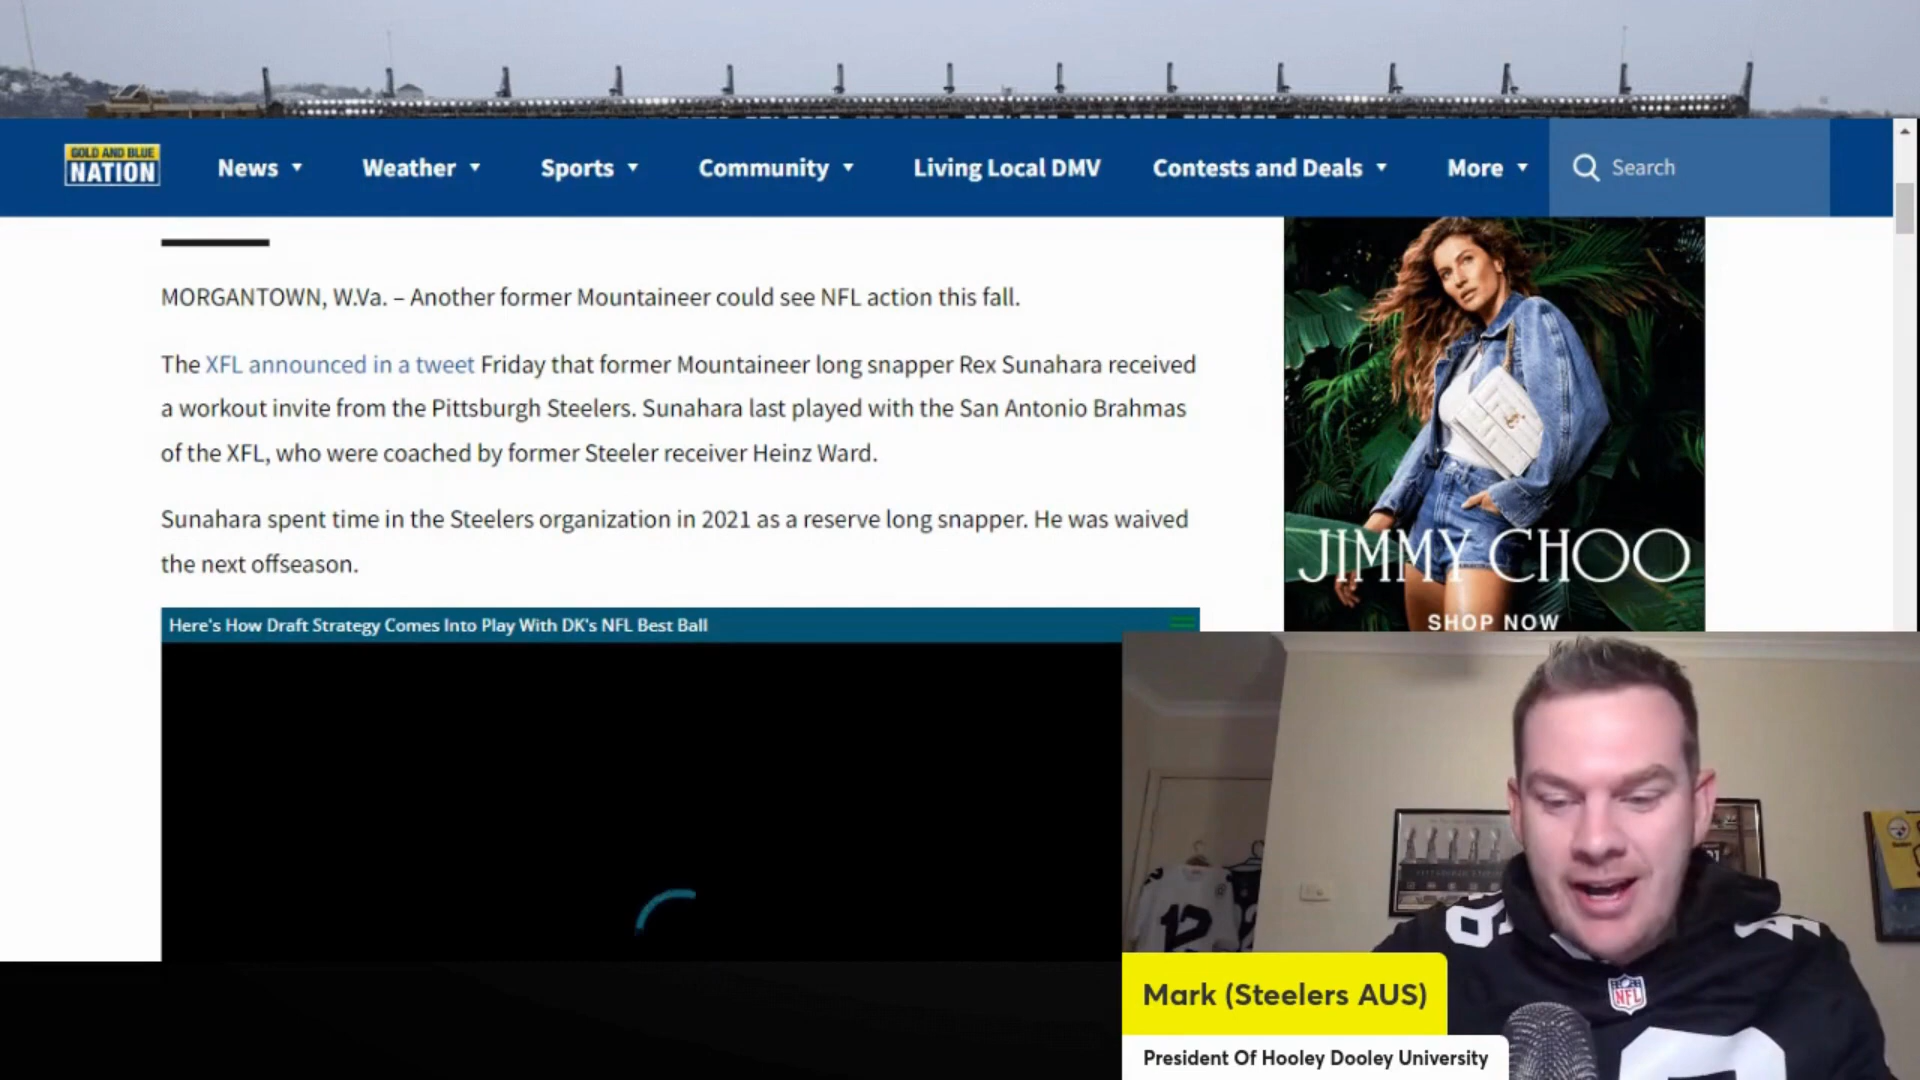 GOLD AND BLUE
NATION
News
Weather
Sports
Community
Living Local DMV
Contests and Deals
More
Search
MORGANTOWN, W.Va. – Another former Mountaineer could see NFL action this fall.
The XFL announced in a tweet Friday that former Mountaineer long snapper Rex Sunahara received
a workout invite from the Pittsburgh Steelers. Sunahara last played with the San Antonio Brahmas
of the XFL, who were coached by former Steeler receiver Heinz Ward.
Sunahara spent time in the Steelers organization in 2021 as a reserve long snapper. He was waived
the next offseason.
Here's How Draft Strategy Comes Into Play With DK's NFL Best Ball
JIMMY CHOO
SHOP NOW
12
NFL
Mark (Steelers AUS)
President Of Hooley Dooley University